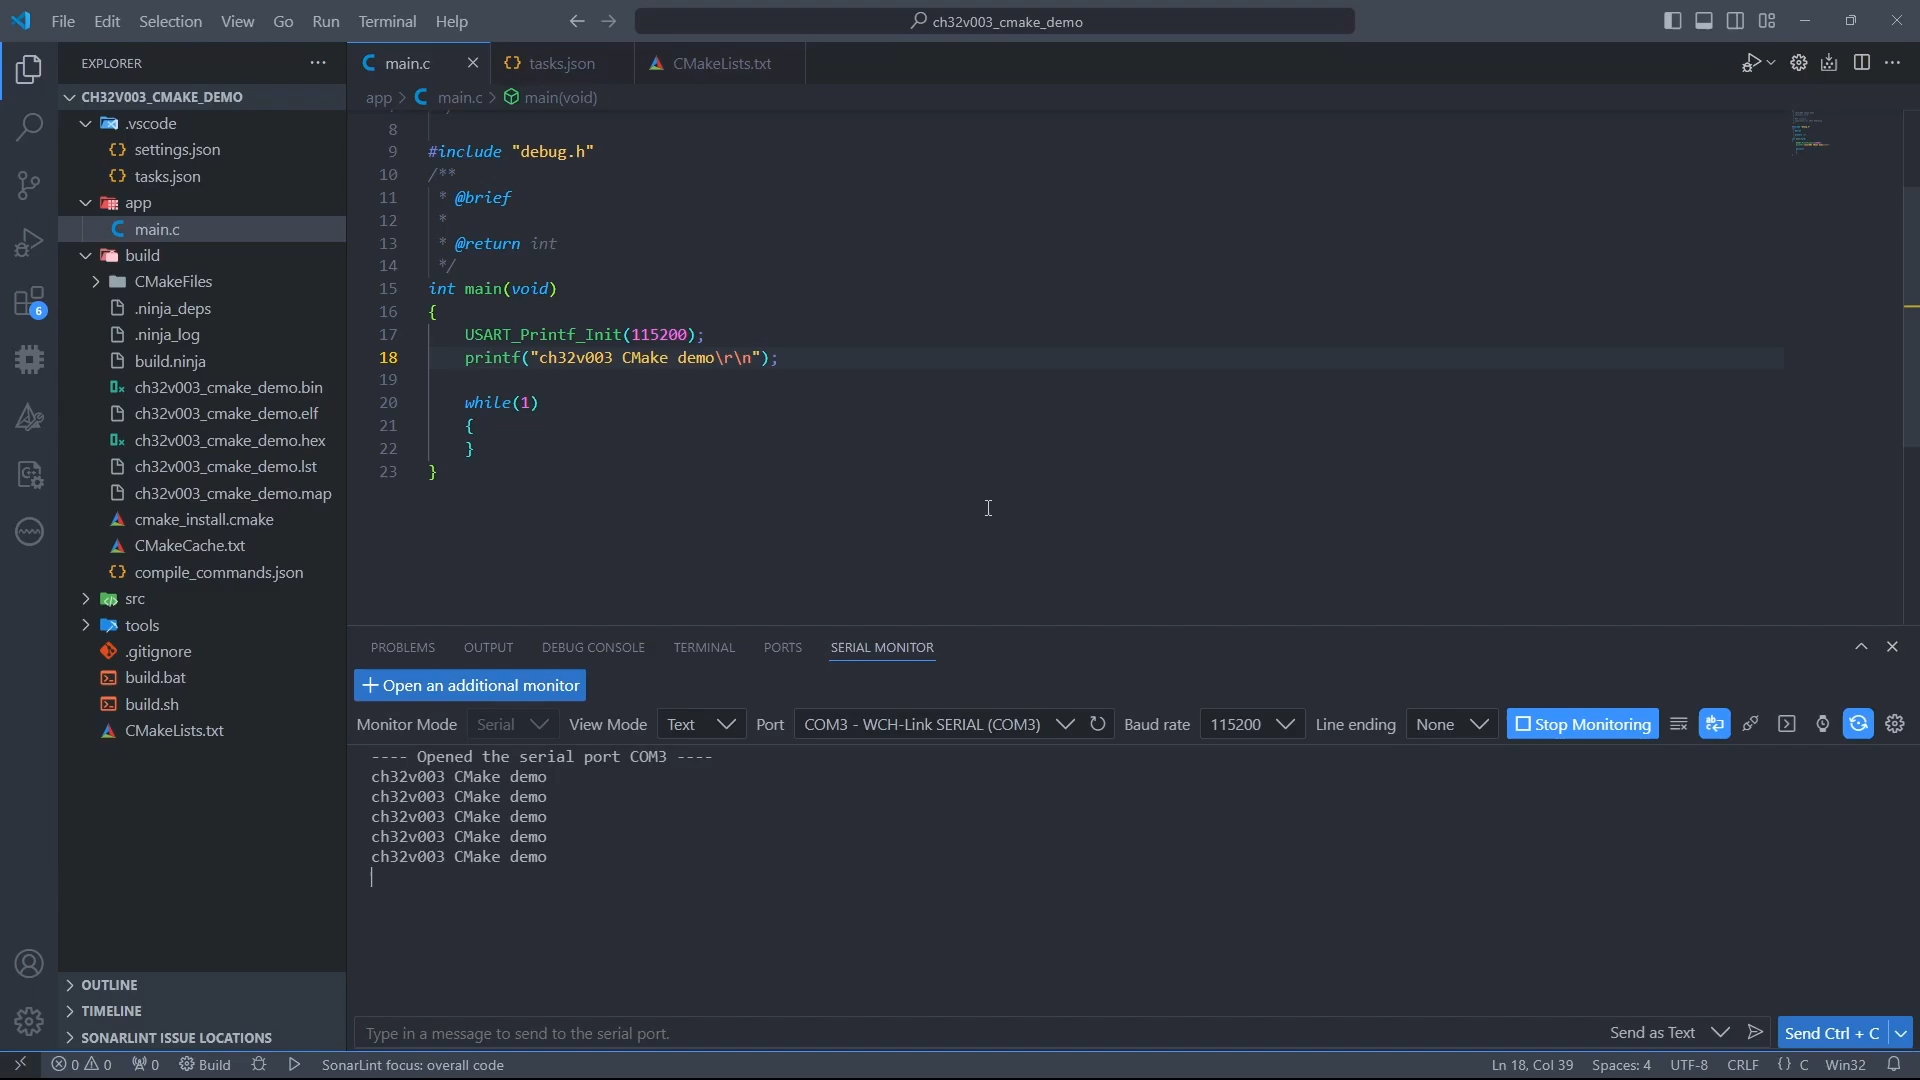 File Edit Selection View Go Run Terminal Help
ch32v003_cmake_demo
EXPLORER
CH32V003_CMAKE_DEMO
.vscode
settings.json
tasks.json
app
main.c
build
CMakeFiles
.ninja_deps
.ninja_log
build.ninja
ch32v003_cmake_demo.bin
ch32v003_cmake_demo.elf
ch32v003_cmake_demo.hex
ch32v003_cmake_demo.lst
ch32v003_cmake_demo.map
cmake_install.cmake
CMakeCache.txt
compile_commands.json
src
tools
.gitignore
build.bat
build.sh
CMakeLists.txt
OUTLINE
TIMELINE
SONARLINT ISSUE LOCATIONS
6
main.c tasks.json CMakeLists.txt
app > main.c > main(void)
8
9 #include "debug.h"
10 /**
11 * @brief
12 *
13 * @return int
14 */
15 int main(void)
16 {
17 USART_Printf_Init(115200);
18 printf("ch32v003 CMake demo\r\n");
19
20 while(1)
21 {
22 }
23 }
PROBLEMS OUTPUT DEBUG CONSOLE TERMINAL PORTS SERIAL MONITOR
Open an additional monitor
Monitor Mode Serial View Mode Text Port COM3 - WCH-Link SERIAL (COM3) Baud rate 115200 Line ending None Stop Monitoring
---- Opened the serial port COM3 ----
ch32v003 CMake demo
ch32v003 CMake demo
ch32v003 CMake demo
ch32v003 CMake demo
ch32v003 CMake demo
Type in a message to send to the serial port. Send as Text Send Ctrl + C
0 0 0 Build SonarLint focus: overall code Ln 18, Col 39 Spaces: 4 UTF-8 CRLF {} C Win32